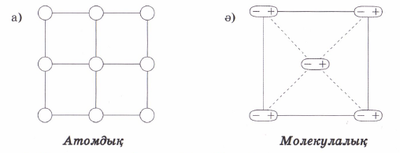 а)
ә)
− +
− +
− +
− +
− +
Атомдық
Молекулалық